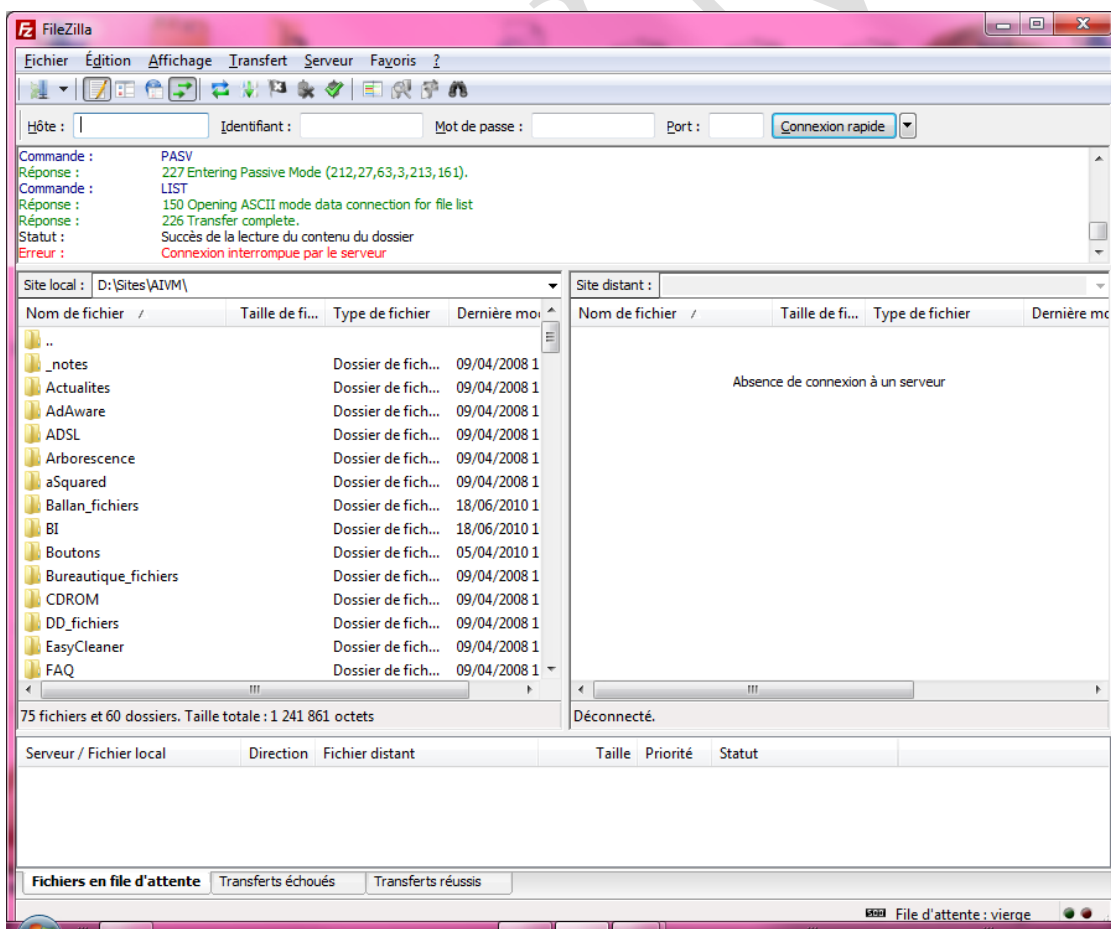 FileZilla
Fichier Édition Affichage Transfert Serveur Favoris ?
Hôte : Identifiant : Mot de passe : Port : Connexion rapide
Commande : PASV
Réponse : 227 Entering Passive Mode (212,27,63,3,213,161).
Commande : LIST
Réponse : 150 Opening ASCII mode data connection for file list
Réponse : 226 Transfer complete.
Statut : Succès de la lecture du contenu du dossier
Erreur : Connexion interrompue par le serveur
Site local : D:\Sites\AIVM\
Nom de fichier / Taille de fi... Type de fichier Dernière mo
..
_notes Dossier de fich... 09/04/2008 1
Actualites Dossier de fich... 09/04/2008 1
AdAware Dossier de fich... 09/04/2008 1
ADSL Dossier de fich... 09/04/2008 1
Arborescence Dossier de fich... 09/04/2008 1
aSquared Dossier de fich... 09/04/2008 1
Ballan_fichiers Dossier de fich... 18/06/2010 1
BI Dossier de fich... 18/06/2010 1
Boutons Dossier de fich... 05/04/2010 1
Bureautique_fichiers Dossier de fich... 09/04/2008 1
CDROM Dossier de fich... 09/04/2008 1
DD_fichiers Dossier de fich... 09/04/2008 1
EasyCleaner Dossier de fich... 09/04/2008 1
FAQ Dossier de fich... 09/04/2008 1
75 fichiers et 60 dossiers. Taille totale : 1 241 861 octets
Site distant :
Nom de fichier / Taille de fi... Type de fichier Dernière mo
Absence de connexion à un serveur
Déconnecté.
Serveur / Fichier local Direction Fichier distant Taille Priorité Statut
Fichiers en file d'attente Transferts échoués Transferts réussis
File d'attente : vierge